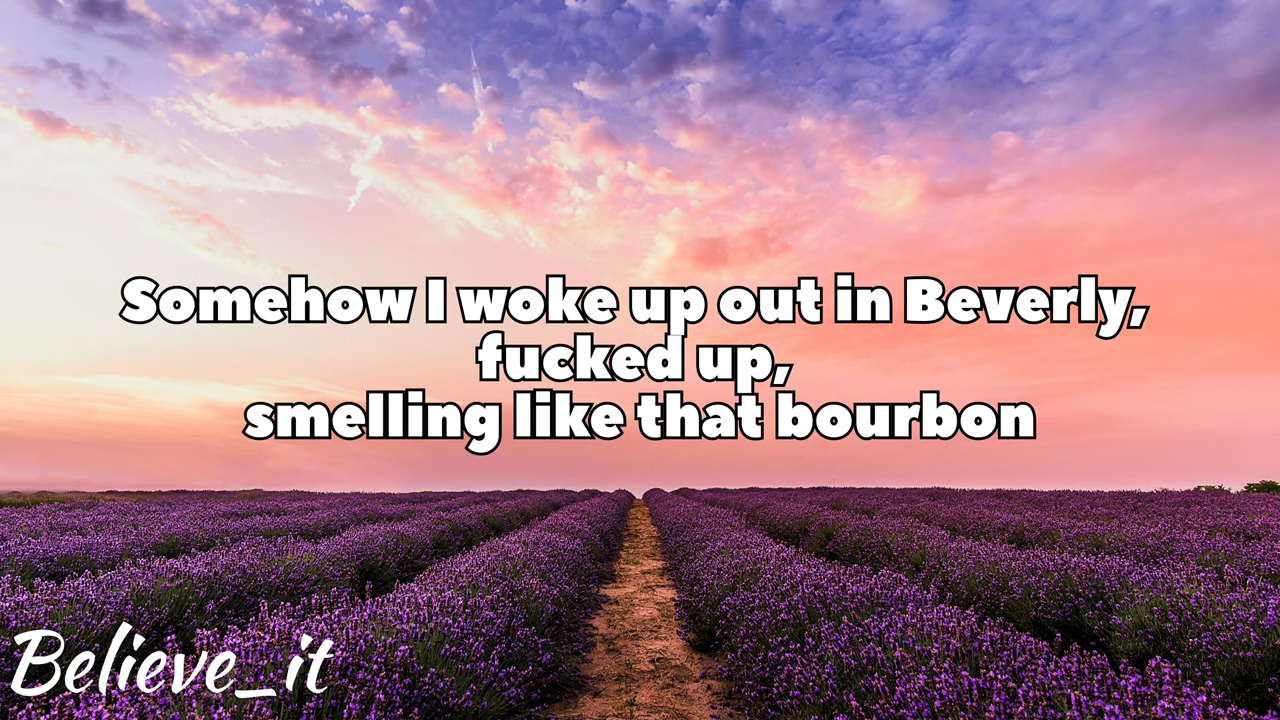 Somehow I woke up out in Beverly,
fucked up,
smelling like that bourbon
Believe_it